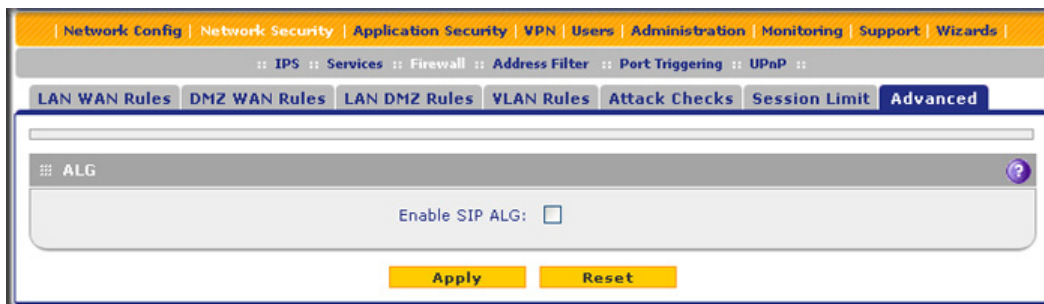 | Network Config | Network Security | Application Security | VPN | Users | Administration | Monitoring | Support | Wizards |
:: IPS :: Services :: Firewall :: Address Filter :: Port Triggering :: UPnP ::
LAN WAN Rules DMZ WAN Rules LAN DMZ Rules VLAN Rules Attack Checks Session Limit Advanced
ALG ?
Enable SIP ALG:
Apply Reset